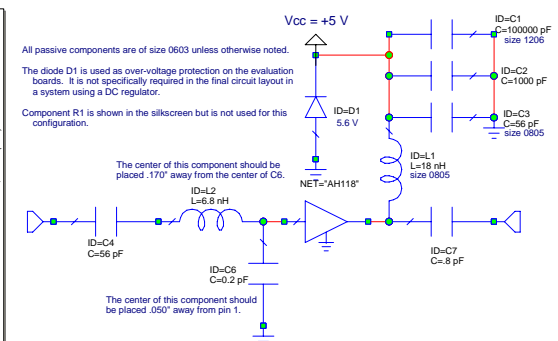 Vcc = +5 V
ID=C1
C=100000 pF
size 1206
All passive components are of size 0603 unless otherwise noted.
The diode D1 is used as over-voltage protection on the evaluation
boards. It is not specifically required in the final circuit layout in
a system using a DC regulator.
Component R1 is shown in the silkscreen but is not used for this
configuration.
ID=C2
C=1000 pF
ID=D1
5.6 V
ID=C3
C=56 pF
size 0805
The center of this component should be
placed .170" away from the center of C6.
ID=L1
L=18 nH
size 0805
NET="AH118"
ID=L2
L=6.8 nH
ID=C4
C=56 pF
ID=C7
C=.8 pF
ID=C6
C=0.2 pF
The center of this component should
be placed .050" away from pin 1.